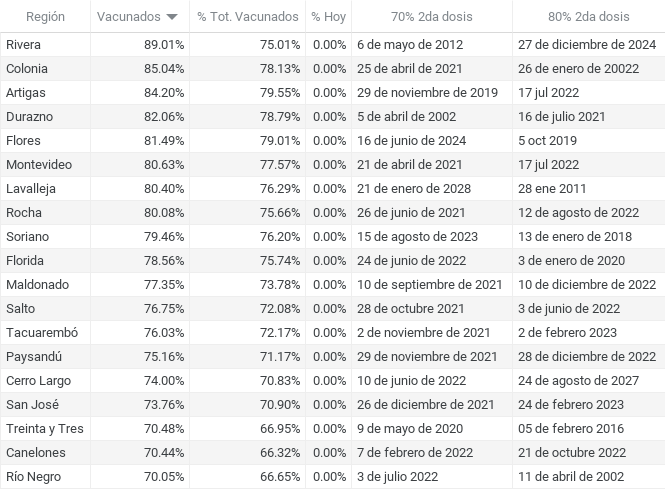 Región Vacunados % Tot. Vacunados % Hoy 70% 2da dosis 80% 2da dosis
Rivera 89.01% 75.01% 0.00% 6 de mayo de 2012 27 de diciembre de 2024
Colonia 85.04% 78.13% 0.00% 25 de abril de 2021 26 de enero de 20022
Artigas 84.20% 79.55% 0.00% 29 de noviembre de 2019 17 jul 2022
Durazno 82.06% 78.79% 0.00% 5 de abril de 2002 16 de julio 2021
Flores 81.49% 79.01% 0.00% 16 de junio de 2024 5 oct 2019
Montevideo 80.63% 77.57% 0.00% 21 de abril de 2021 17 jul 2022
Lavalleja 80.40% 76.29% 0.00% 21 de enero de 2028 28 ene 2011
Rocha 80.08% 75.66% 0.00% 26 de junio de 2021 12 de agosto de 2022
Soriano 79.46% 76.20% 0.00% 15 de agosto de 2023 13 de enero de 2018
Florida 78.56% 75.74% 0.00% 24 de junio de 2022 3 de enero de 2020
Maldonado 77.35% 73.78% 0.00% 10 de septiembre de 2021 10 de diciembre de 2022
Salto 76.75% 72.08% 0.00% 28 de octubre 2021 3 de junio de 2022
Tacuarembó 76.03% 72.17% 0.00% 2 de noviembre de 2021 2 de febrero 2023
Paysandú 75.16% 71.17% 0.00% 29 de noviembre de 2021 28 de diciembre de 2022
Cerro Largo 74.00% 70.83% 0.00% 10 de junio de 2022 24 de agosto de 2027
San José 73.76% 70.90% 0.00% 26 de diciembre de 2021 24 de febrero 2023
Treinta y Tres 70.48% 66.95% 0.00% 9 de mayo de 2020 05 de febrero 2016
Canelones 70.44% 66.32% 0.00% 7 de febrero de 2022 21 de octubre de 2022
Río Negro 70.05% 66.65% 0.00% 3 de julio 2022 11 de abril de 2002